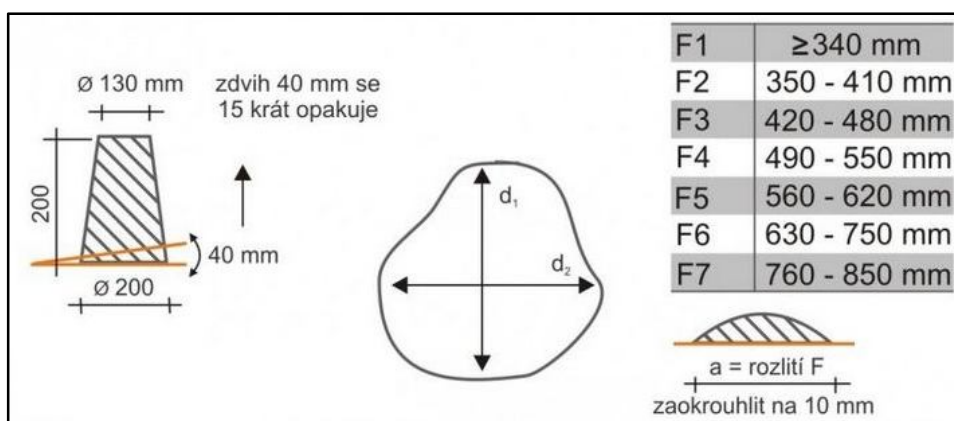 Ø 130 mm
zdvih 40 mm se
15 krát opakuje
200
40 mm
Ø 200
d₁
d₂
F1 ≥340 mm
F2 350 - 410 mm
F3 420 - 480 mm
F4 490 - 550 mm
F5 560 - 620 mm
F6 630 - 750 mm
F7 760 - 850 mm
a = rozlití F
zaokrouhlit na 10 mm